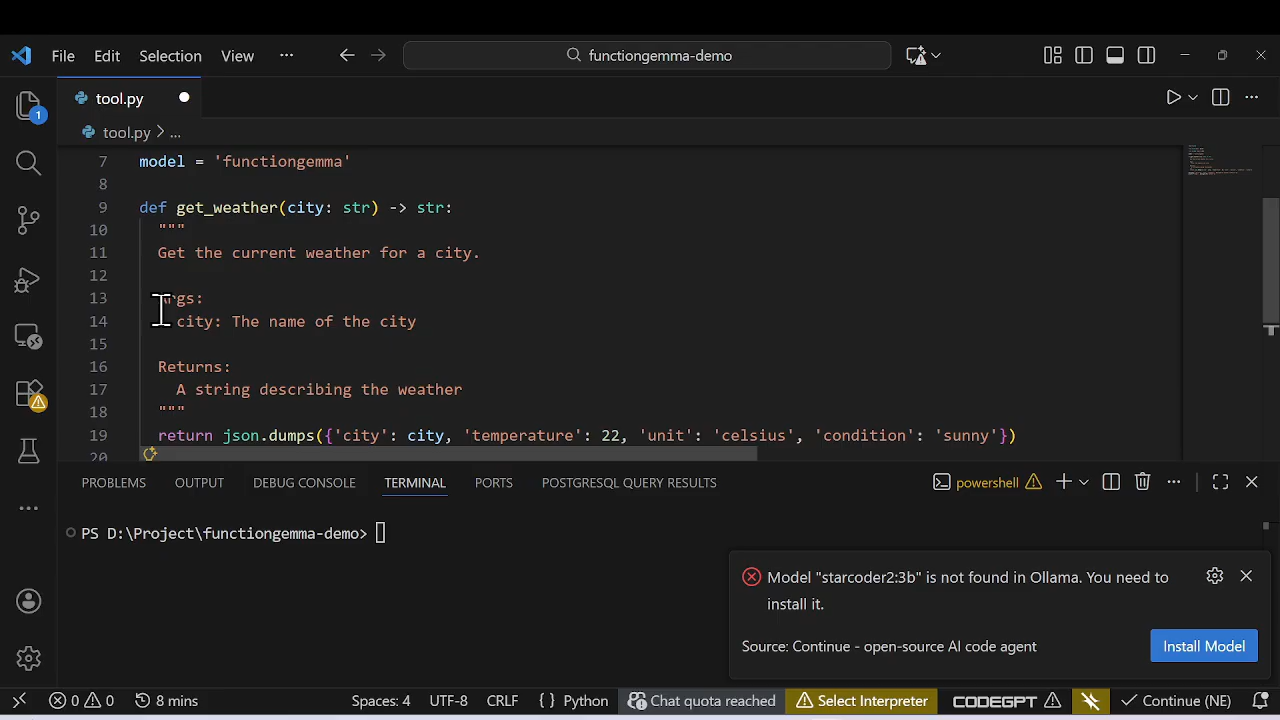 File Edit Selection View ··· functiongemma-demo
1
tool.py
tool.py > ...
7 model = 'functiongemma'
8
9 def get_weather(city: str) -> str:
10 """
11 Get the current weather for a city.
12
13 Args:
14 city: The name of the city
15
16 Returns:
17 A string describing the weather
18 """
19 return json.dumps({'city': city, 'temperature': 22, 'unit': 'celsius', 'condition': 'sunny'})
20
PROBLEMS OUTPUT DEBUG CONSOLE TERMINAL PORTS POSTGRESQL QUERY RESULTS powershell
PS D:\Project\functiongemma-demo>
Model "starcoder2:3b" is not found in Ollama. You need to
install it.
Source: Continue - open-source AI code agent Install Model
0 0 8 mins Spaces: 4 UTF-8 CRLF { } Python Chat quota reached Select Interpreter CODEGPT Continue (NE)